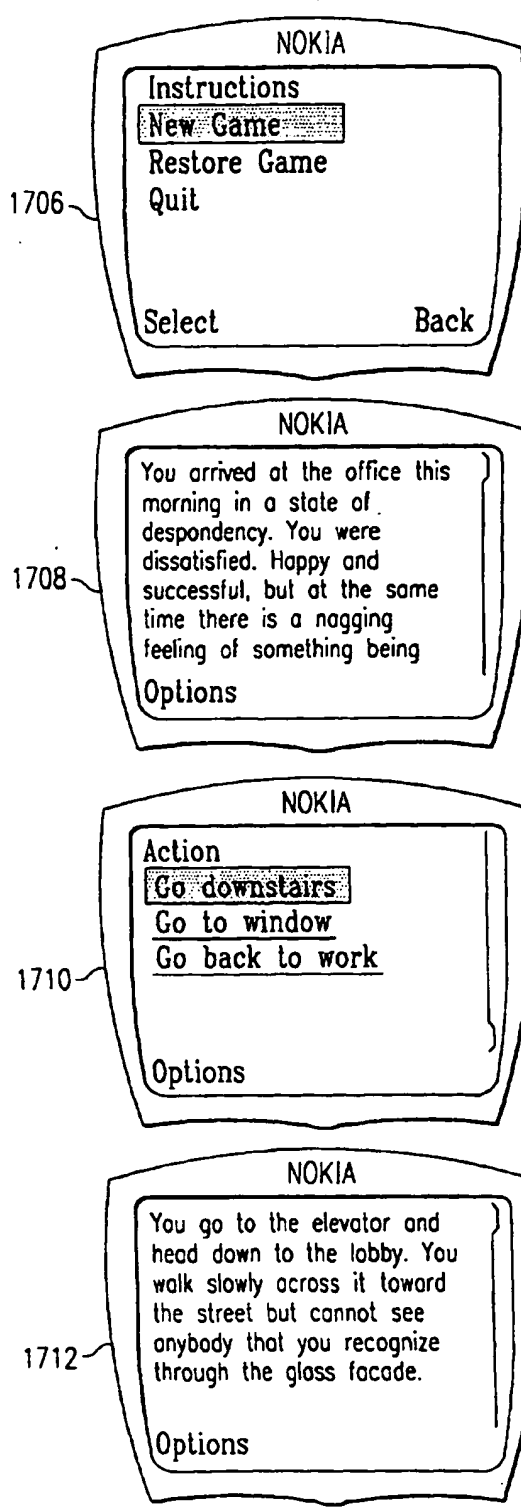 NOKIA
Instructions
New Game
Restore Game
Quit
1706
Select Back
NOKIA
You arrived at the office this
morning in a state of
despondency. You were
dissatisfied. Happy and
successful, but at the same
time there is a nagging
feeling of something being
1708
Options
NOKIA
Action
Go downstairs
Go to window
Go back to work
1710
Options
NOKIA
You go to the elevator and
head down to the lobby. You
walk slowly across it toward
the street but cannot see
anybody that you recognize
through the glass facade.
1712
Options